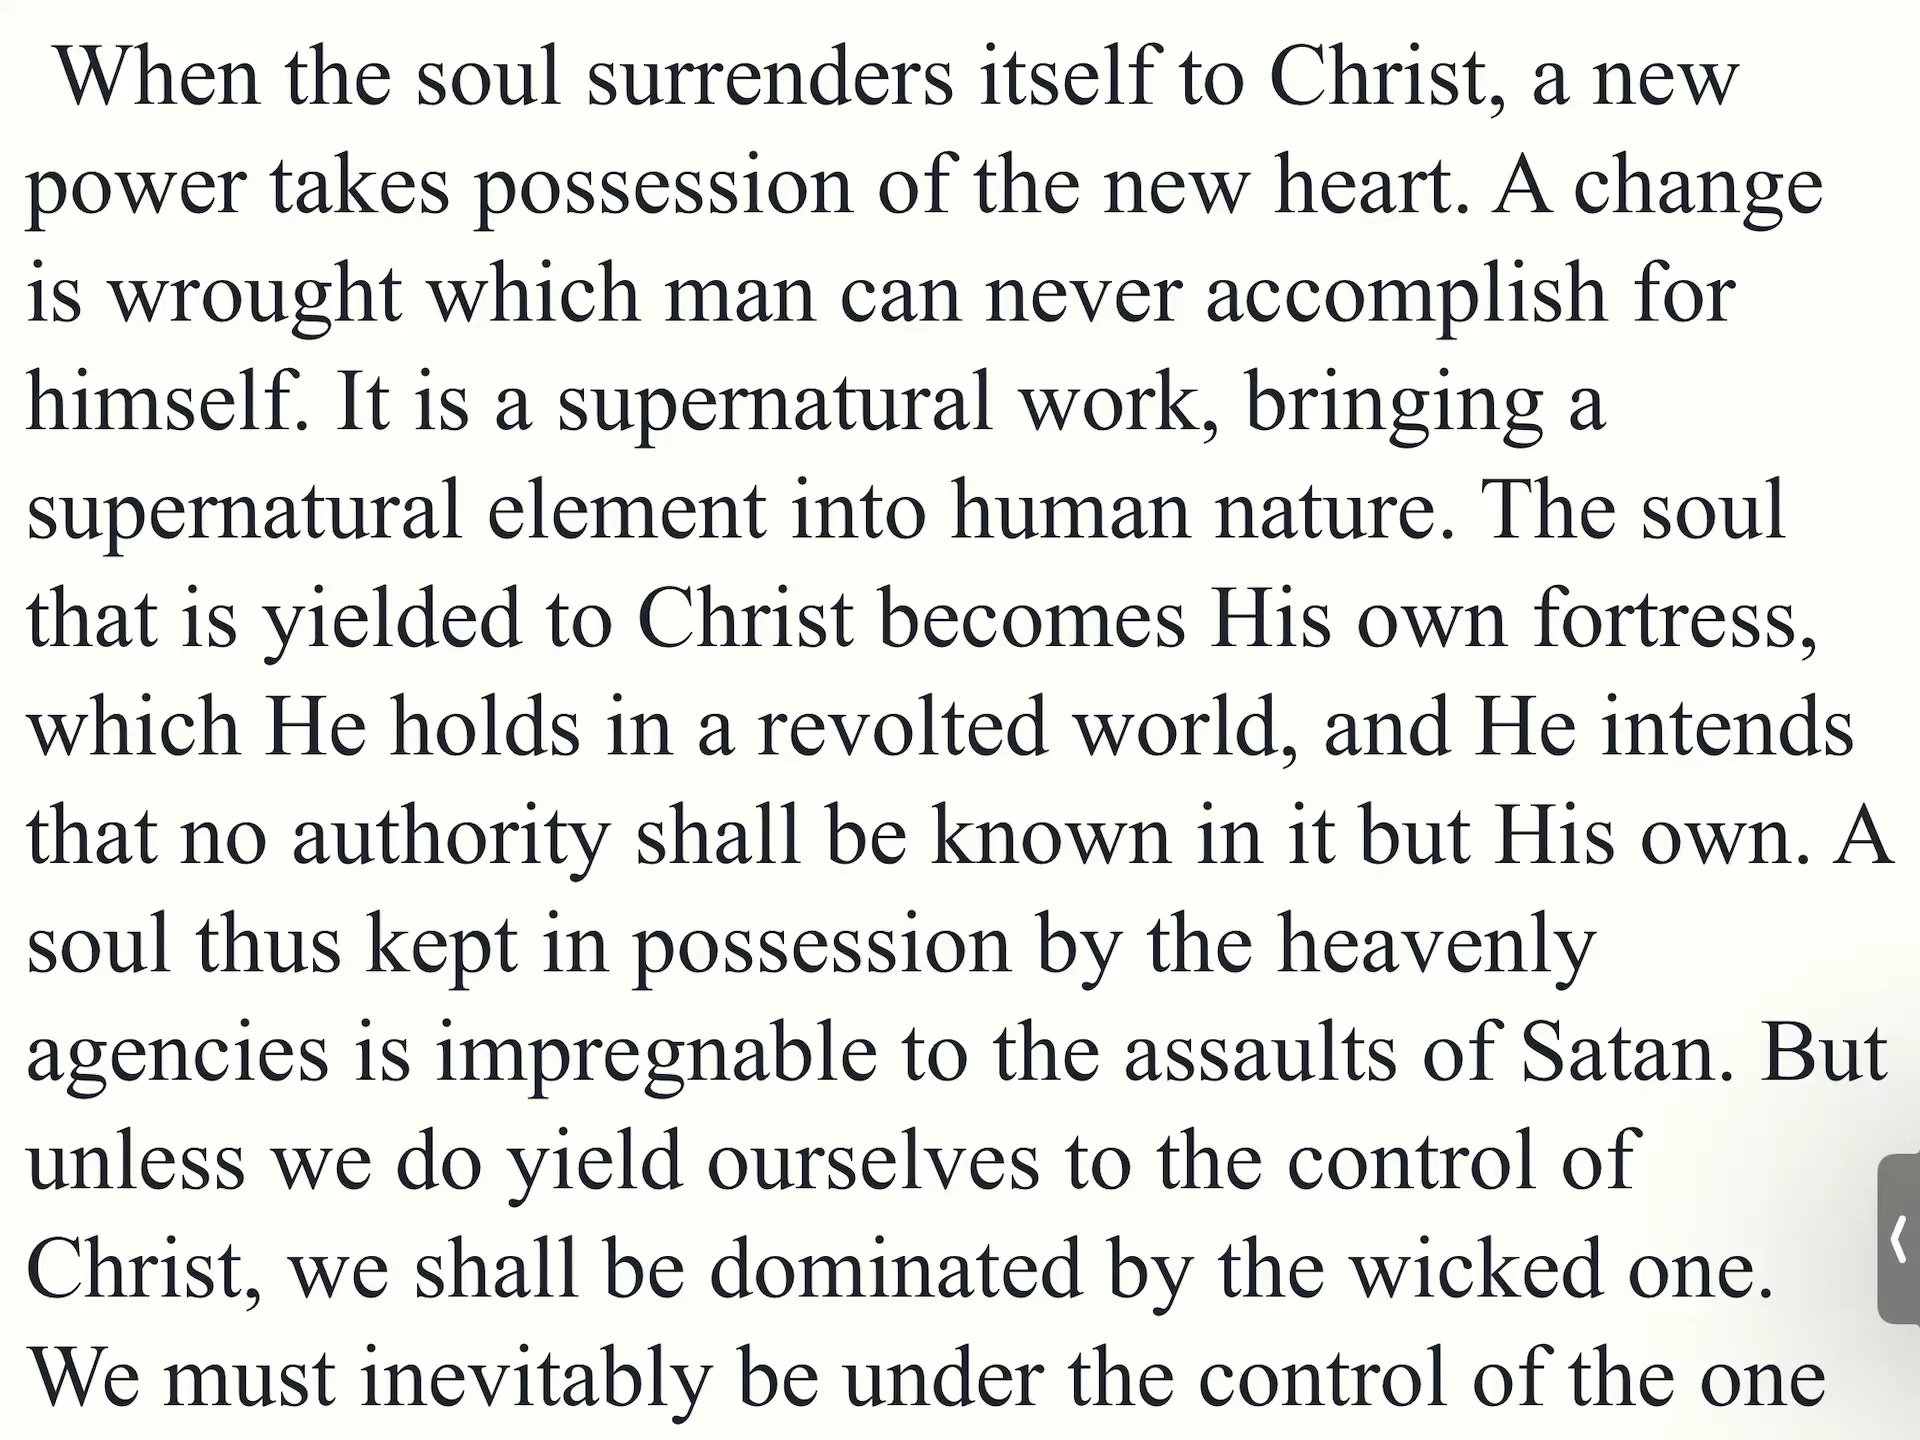 When the soul surrenders itself to Christ, a new
power takes possession of the new heart. A change
is wrought which man can never accomplish for
himself. It is a supernatural work, bringing a
supernatural element into human nature. The soul
that is yielded to Christ becomes His own fortress,
which He holds in a revolted world, and He intends
that no authority shall be known in it but His own. A
soul thus kept in possession by the heavenly
agencies is impregnable to the assaults of Satan. But
unless we do yield ourselves to the control of
Christ, we shall be dominated by the wicked one.
We must inevitably be under the control of the one